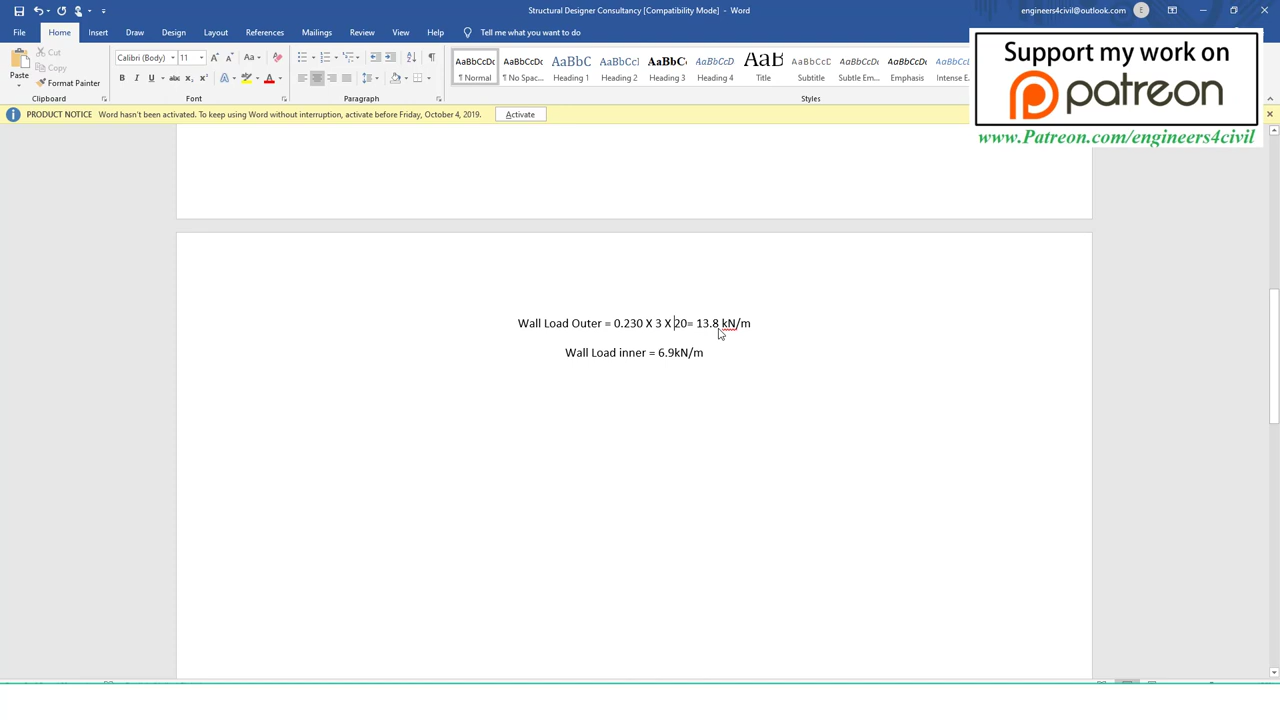 Structural Designer Consultancy [Compatibility Mode] - Word
engineers4civil@outlook.com
E
File Home Insert Draw Design Layout References Mailings Review View Help Tell me what you want to do
Paste
Cut
Copy
Format Painter
Clipboard
Calibri (Body) 11
Font
Paragraph
AaBbCcDc AaBbCcDc AaBbC AaBbCcI AaBbC AaBbCcL AaB AaBbCcD AaBbCcDt AaBbCcDt
¶ Normal ¶ No Spac... Heading 1 Heading 2 Heading 3 Heading 4 Title Subtitle Subtle Em... Emphasis Intense E...
Styles
Support my work on
patreon
www.Patreon.com/engineers4civil
PRODUCT NOTICE Word hasn't been activated. To keep using Word without interruption, activate before Friday, October 4, 2019. Activate
Wall Load Outer = 0.230 X 3 X 20= 13.8 kN/m
Wall Load inner = 6.9kN/m